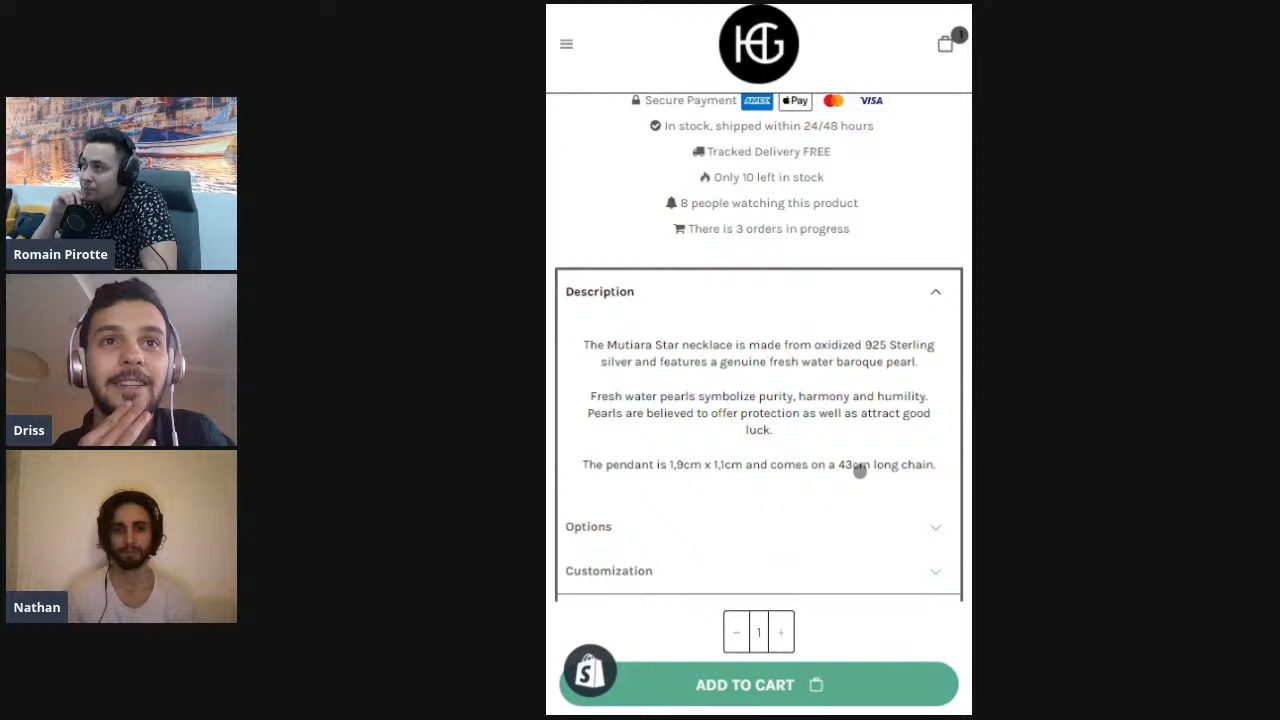 Romain Pirotte
Driss
Nathan
HG
1
Secure Payment AMEX Pay VISA
In stock, shipped within 24/48 hours
Tracked Delivery FREE
Only 10 left in stock
8 people watching this product
There is 3 orders in progress
Description
The Mutiara Star necklace is made from oxidized 925 Sterling
silver and features a genuine fresh water baroque pearl.
Fresh water pearls symbolize purity, harmony and humility.
Pearls are believed to offer protection as well as attract good
luck.
The pendant is 1,9cm x 1,1cm and comes on a 43cm long chain.
Options
Customization
− 1 +
S
ADD TO CART